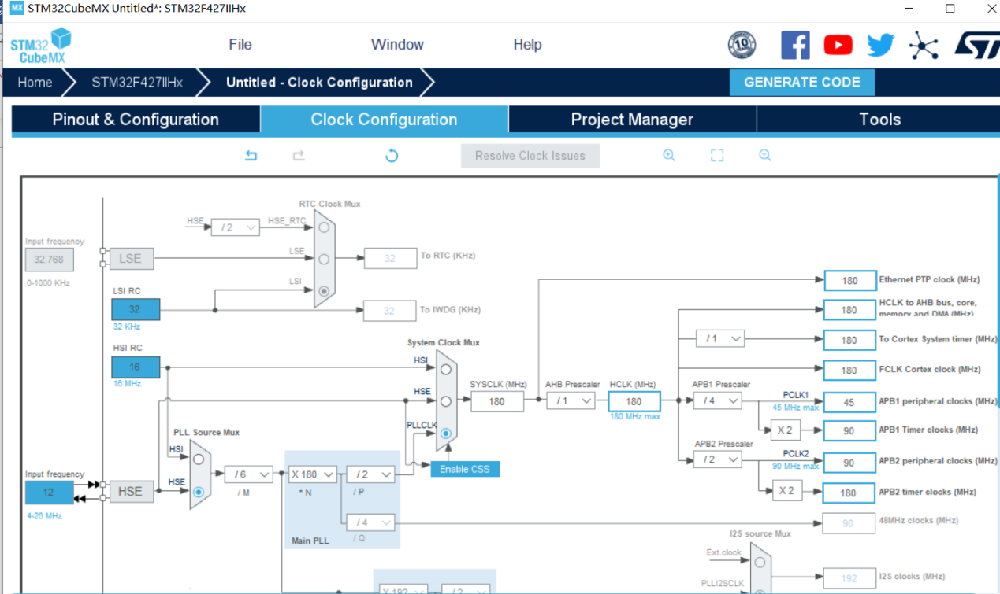 MX STM32CubeMX Untitled*: STM32F427IIHx
STM32 CubeMX
File Window Help
10
Home STM32F427IIHx Untitled - Clock Configuration GENERATE CODE
Pinout & Configuration Clock Configuration Project Manager Tools
Resolve Clock Issues
RTC Clock Mux
HSE / 2 HSE_RTC
Input frequency
32.768 LSE LSE 32 To RTC (KHz)
0-1000 KHz
LSI
LSI RC
32 32 To IWDG (KHz)
32 KHz
180 Ethernet PTP clock (MHz)
180 HCLK to AHB bus, core,
memory and DMA (MHz)
/ 1 180 To Cortex System timer (MHz)
System Clock Mux
HSI RC HSI
16 180 FCLK Cortex clock (MHz)
16 MHz
HSE SYSCLK (MHz) AHB Prescaler HCLK (MHz) APB1 Prescaler
180 / 1 180 / 4 PCLK1 45 APB1 peripheral clocks (MHz)
180 MHz max 45 MHz max
PLLCLK
X 2 90 APB1 Timer clocks (MHz)
PLL Source Mux
HSI APB2 Prescaler
/ 2 PCLK2 90 APB2 peripheral clocks (MHz)
90 MHz max
Enable CSS
Input frequency
12 HSE HSE / 6 X 180 / 2
/ M * N / P
X 2 180 APB2 timer clocks (MHz)
4-26 MHz
/ 4 90 48MHz clocks (MHz)
Main PLL / Q
I2S source Mux
Ext.clock
PLLI2SCLK 192 I2S clocks (MHz)
X 192 / 2